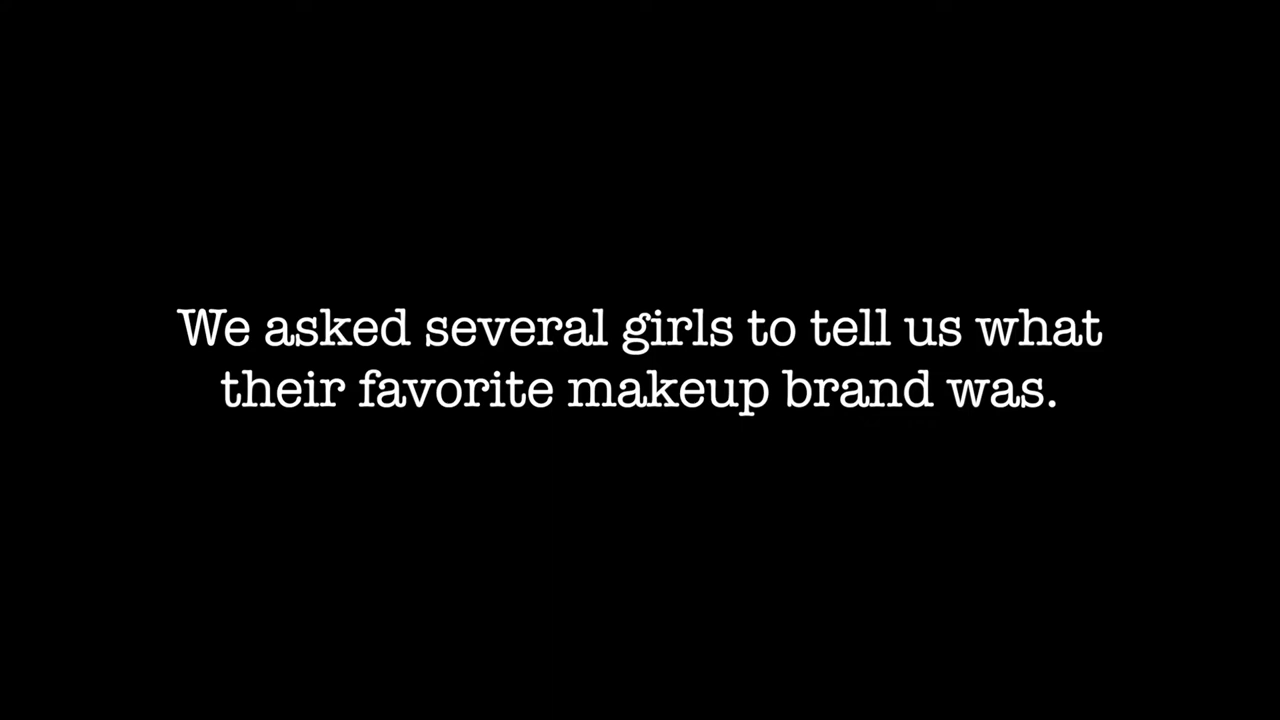 We asked several girls to tell us what
their favorite makeup brand was.